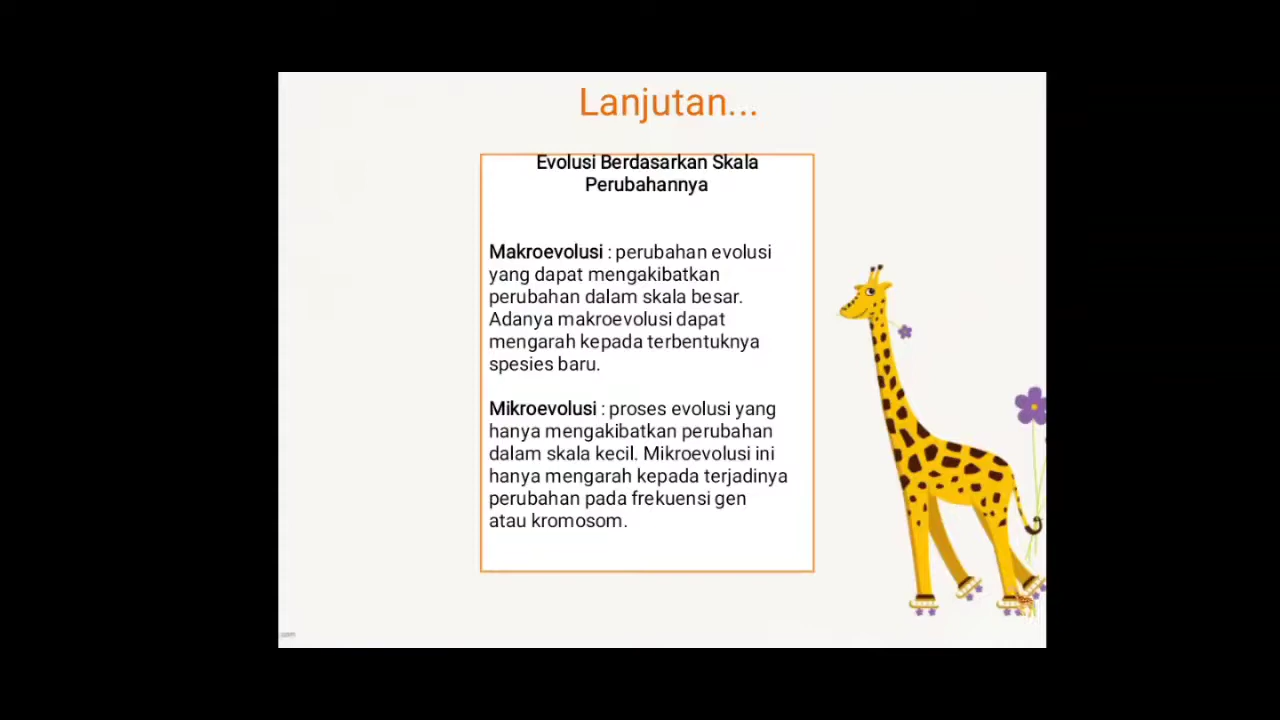 Lanjutan...
Evolusi Berdasarkan Skala
Perubahannya
Makroevolusi : perubahan evolusi
yang dapat mengakibatkan
perubahan dalam skala besar.
Adanya makroevolusi dapat
mengarah kepada terbentuknya
spesies baru.
Mikroevolusi : proses evolusi yang
hanya mengakibatkan perubahan
dalam skala kecil. Mikroevolusi ini
hanya mengarah kepada terjadinya
perubahan pada frekuensi gen
atau kromosom.
com